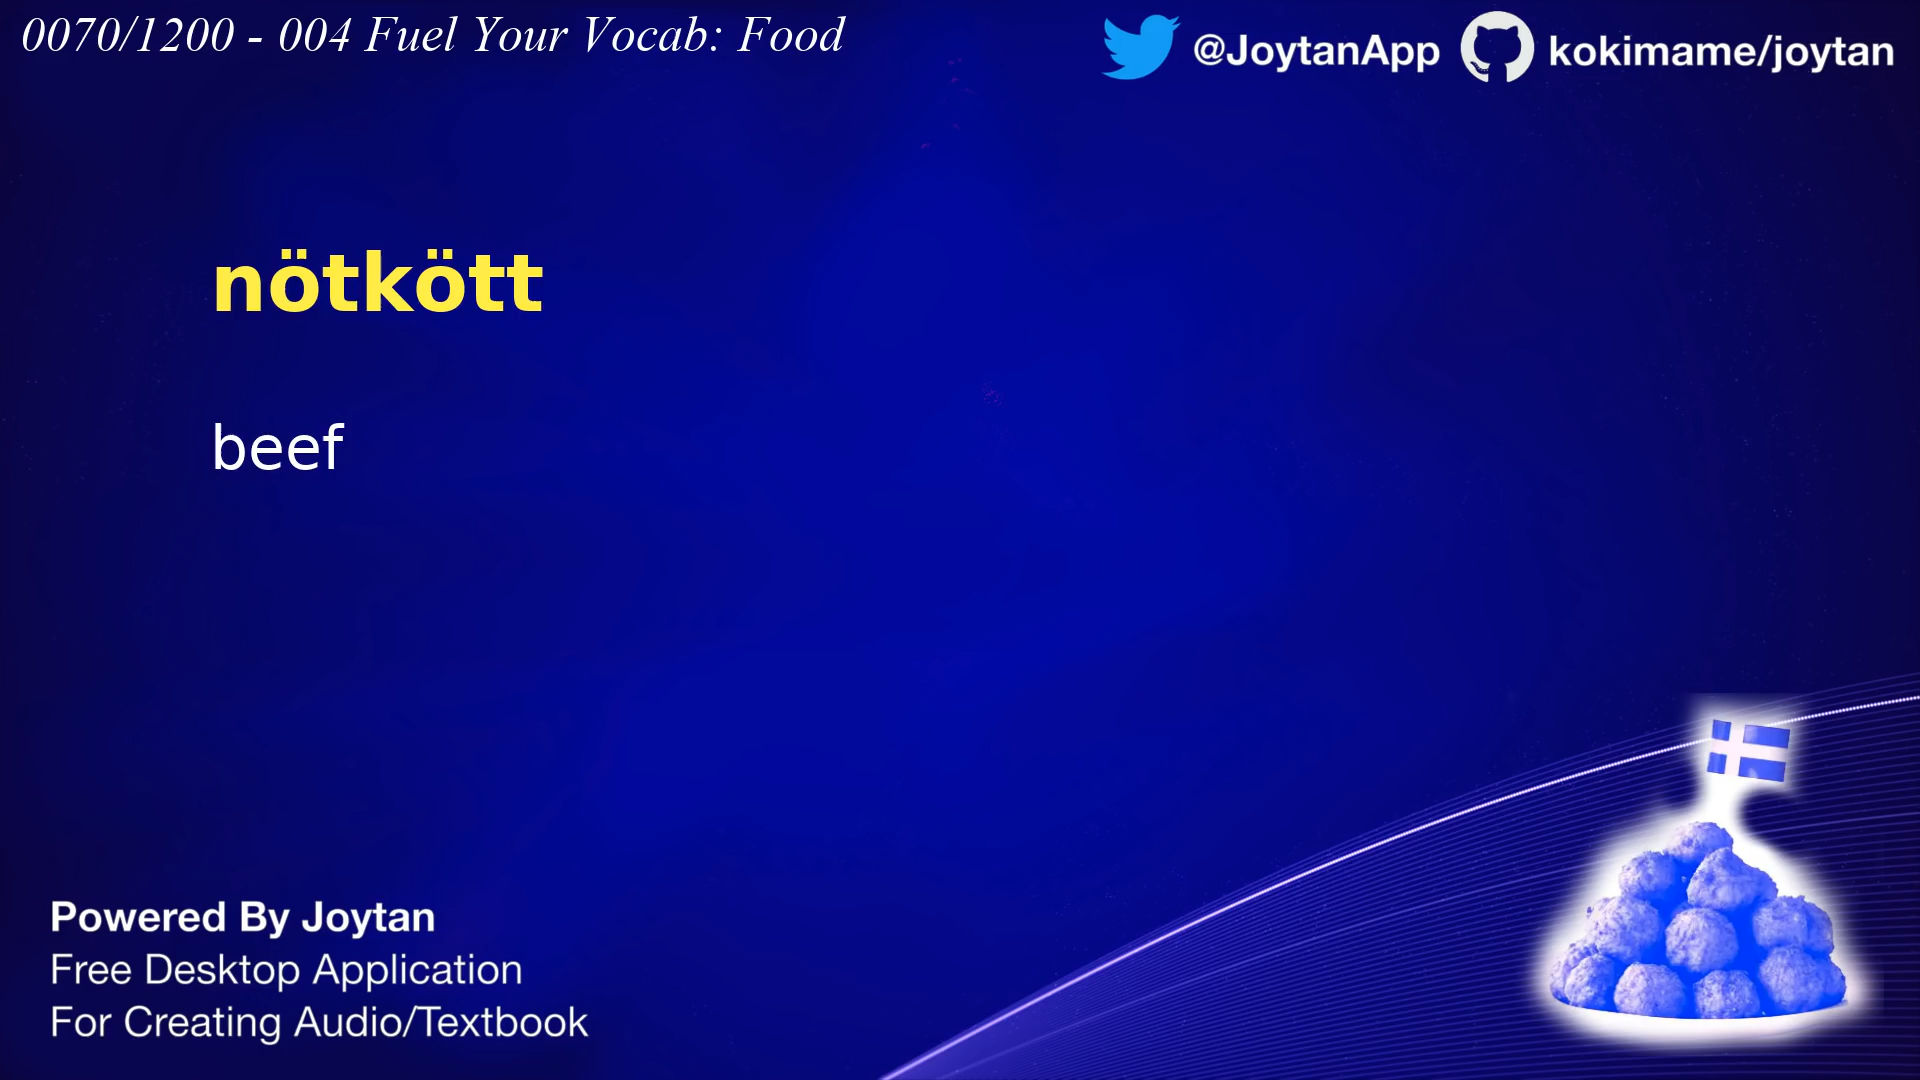 0070/1200 - 004 Fuel Your Vocab: Food
@JoytanApp
kokimame/joytan
nötkött
beef
Powered By Joytan
Free Desktop Application
For Creating Audio/Textbook